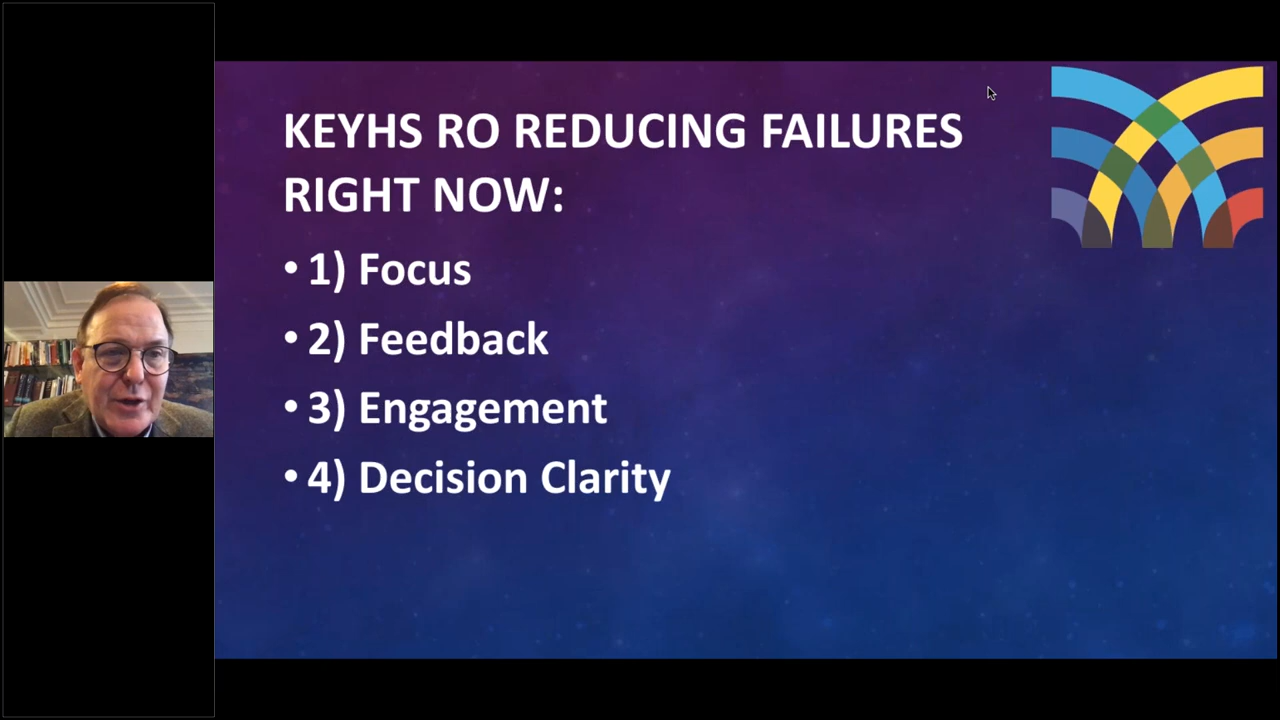 KEYHS RO REDUCING FAILURES
RIGHT NOW:
• 1) Focus
• 2) Feedback
• 3) Engagement
• 4) Decision Clarity